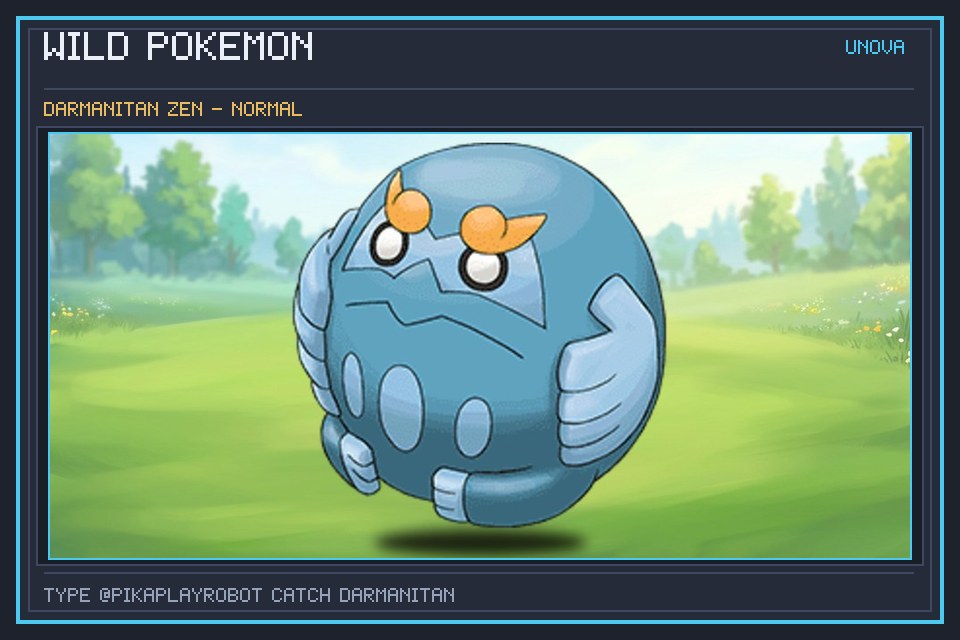 WILD POKEMON
UNOVA
DARMANITAN ZEN - NORMAL
TYPE @PIKAPLAYROBOT CATCH DARMANITAN